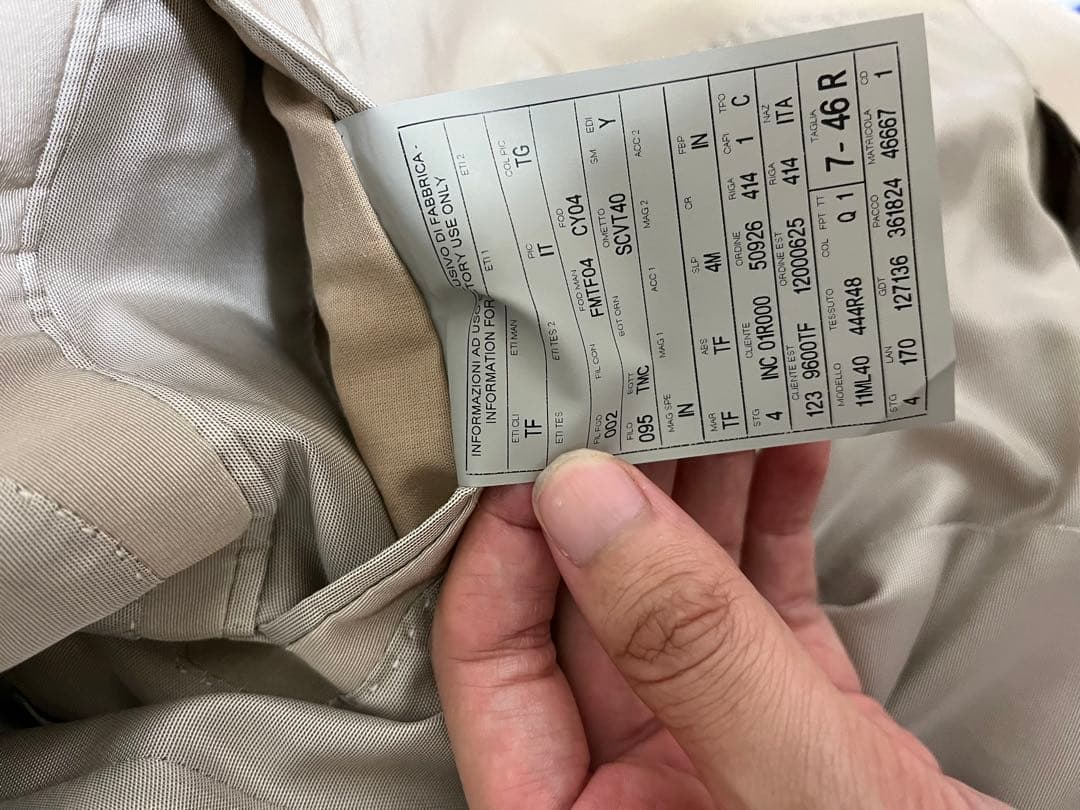 INFORMAZIONI AD USO USIVO DI FABBRICA -
INFORMATION FOR TORY USE ONLY
ETI CLI ETI MAN ETI 1 ETI 2
TF
ETI TES ETI TES 2 PIC COL PIC
IT TG
FIL FOD FIL CON FOD MAN FOD
002 FMTF04 CY04
FILO BOTT BOT ORN OMETTO SM EDI
095 TMC SCVT40 Y
MAG SPE MAG 1 ACC 1 MAG 2 ACC 2
IN
MAR ABS SLP CR FEP
TF TF 4M IN
STG CLIENTE ORDINE RIGA CAPI TPO
4 INC 01R000 50926 414 1 C
CLIENTE EST ORDINE EST RIGA NAZ
123 9600TF 12000625 414 ITA
MODELLO TESSUTO COL FPT TT TAGLIA
11ML40 444R48 Q 1 7- 46 R
STG LAN GDT PACCO MATRICOLA CD
4 170 127136 361824 46667 1